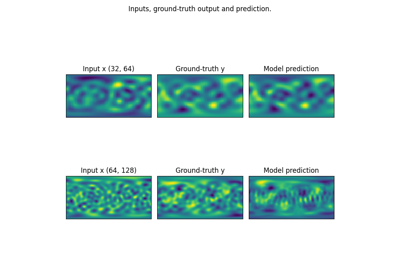 Inputs, ground-truth output and prediction.
Input x (32, 64) Ground-truth y Model prediction
Input x (64, 128) Ground-truth y Model prediction